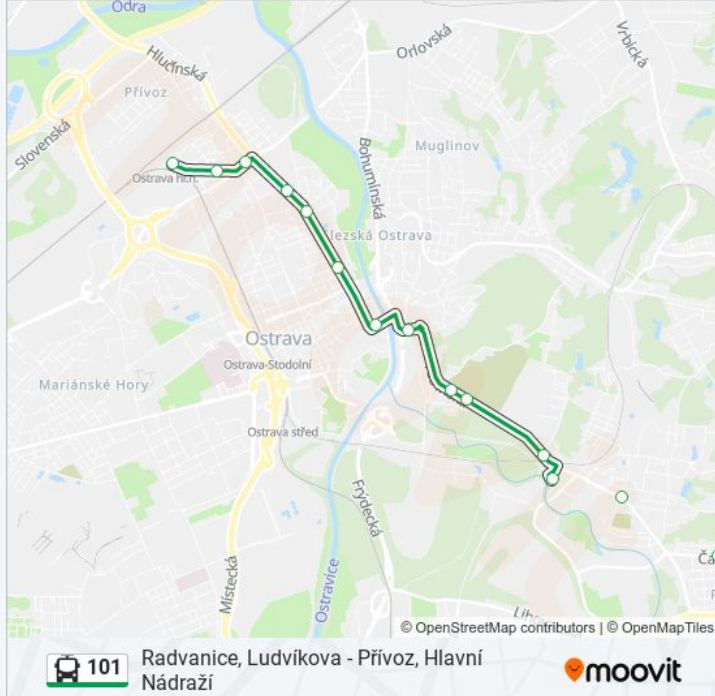 Odra
Orlovská
Vrbická
Hlučínská
Přívoz
Slovenská
Bohumínská
Muglinov
Ostrava hl.n.
lezská Ostrava
Ostrava
Ostrava-Stodolní
Mariánské Hory
Ostrava střed
Frýdecká
Místecká
Ostravice
© OpenStreetMap contributors | © OpenMapTiles
101
Radvanice, Ludvíkova - Přívoz, Hlavní
Nádraží
moovit